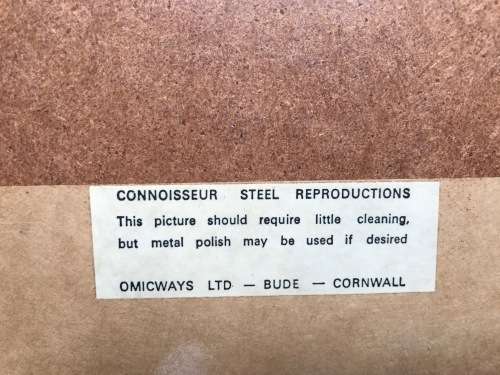 CONNOISSEUR STEEL REPRODUCTIONS
This picture should require little cleaning,
but metal polish may be used if desired
OMICWAYS LTD — BUDE — CORNWALL